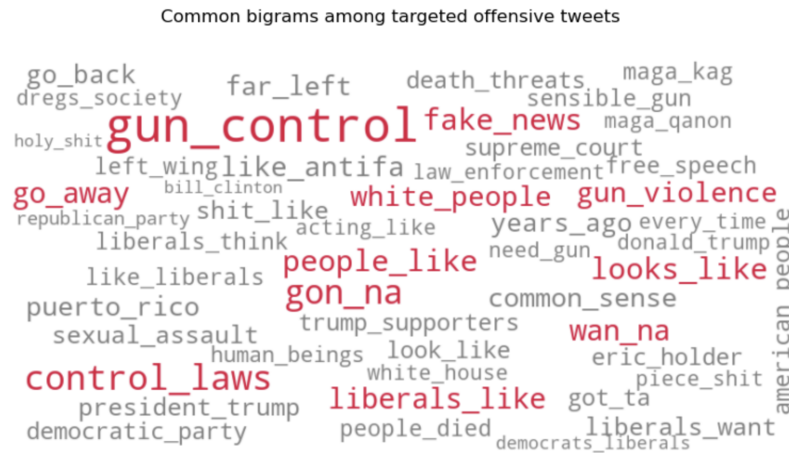 Common bigrams among targeted offensive tweets
go_back
far_left
death_threats
maga_kag
dregs_society
sensible_gun
gun_control
fake_news
maga_qanon
holy_shit
supreme_court
left_wing
like_antifa
law_enforcement
free_speech
go_away
bill_clinton
white_people
gun_violence
republican_party
shit_like
acting_like
years_ago
every_time
liberals_think
need_gun
donald_trump
people_like
looks_like
like_liberals
gon_na
common_sense
american_people
puerto_rico
sexual_assault
trump_supporters
wan_na
human_beings
look_like
eric_holder
control_laws
white_house
piece_shit
president_trump
liberals_like
got_ta
democratic_party
people_died
liberals_want
democrats_liberals